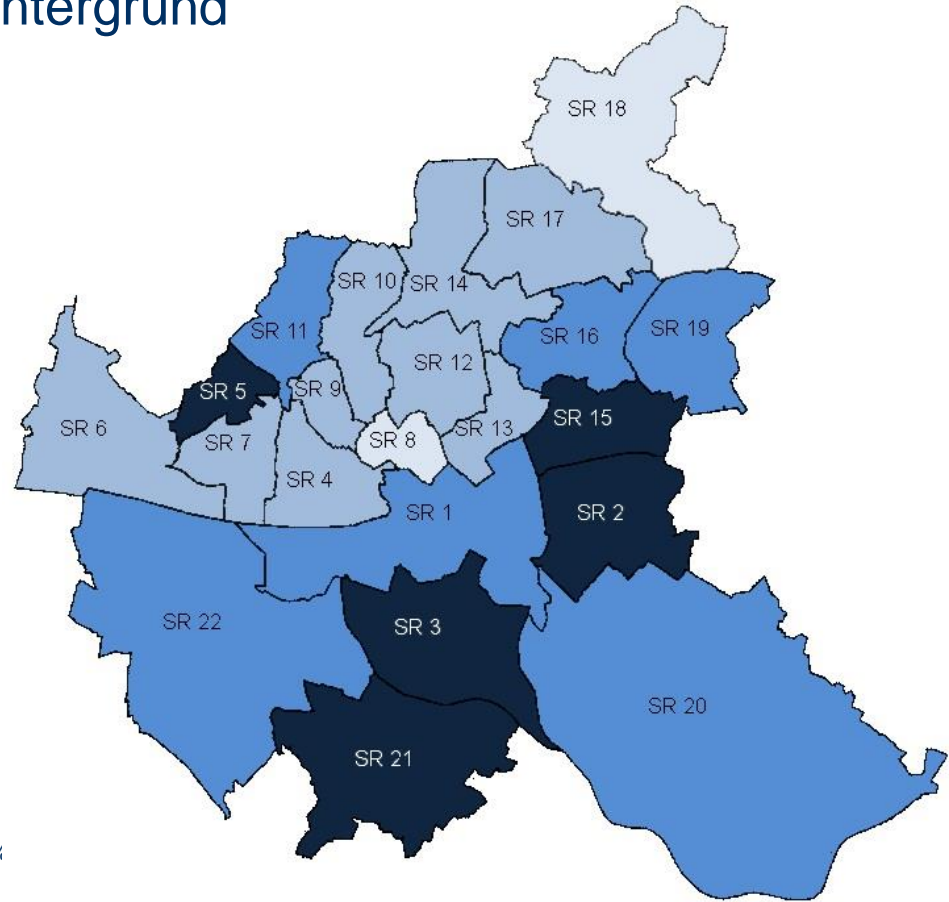 ntergrund
SR 18
SR 17
SR 10
SR 14
SR 11
SR 16
SR 19
SR 12
SR 5
SR 9
SR 6
SR 7
SR 8
SR 13
SR 15
SR 4
SR 1
SR 2
SR 22
SR 3
SR 20
SR 21